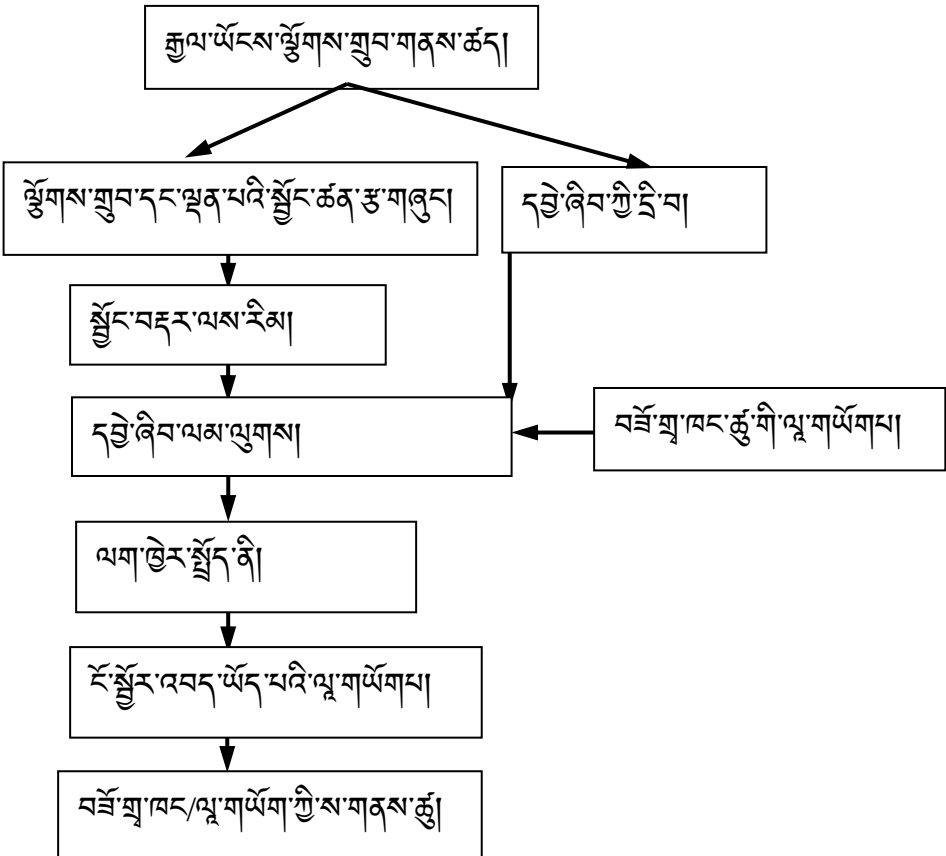 རྒྱལ་ཡོངས་ལྕོགས་གྲུབ་གནས་ཚད།
ལྕོགས་གྲུབ་དང་ལྡན་པའི་སྦྱོང་ཚན་རྩ་གཞུང།
དབྱེ་ཞིབ་ཀྱི་དྲི་བ།
སྦྱོང་བརྡར་ལས་རིམ།
དབྱེ་ཞིབ་ལམ་ལུགས།
བཟོ་གྲྭ་ཁང་ཚུ་གི་ལཱ་གཡོགཔ།
ལག་ཁྱེར་སྤྲོད་ནི།
ངོ་སྦྱོར་འབད་ཡོད་པའི་ལཱ་གཡོགཔ།
བཟོ་གྲྭ་ཁང/ལཱ་གཡོག་ཀྱི་ས་གནས་ཚུ།